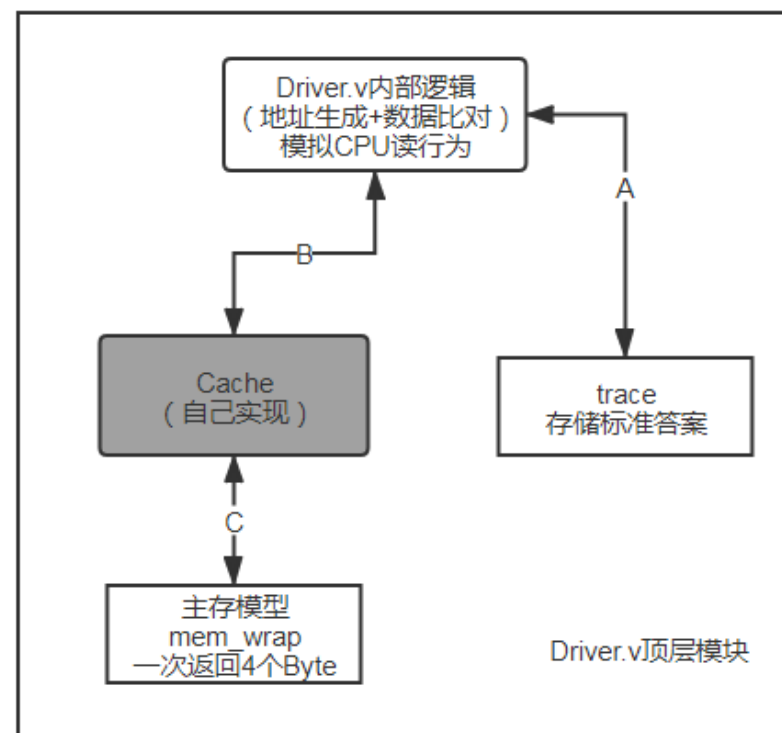 Driver.v内部逻辑
（地址生成+数据比对）
模拟CPU读行为
A
B
Cache
（自己实现）
trace
存储标准答案
C
主存模型
mem_wrap
一次返回4个Byte
Driver.v顶层模块